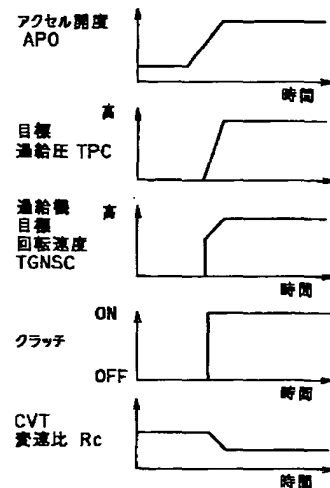 アクセル開度
APO
時間
高
目標
過給圧 TPC
時間
過給機
高
目標
回転速度
TGNSC
時間
ON
クラッチ
OFF
時間
CVT
変速比 Rc
時間